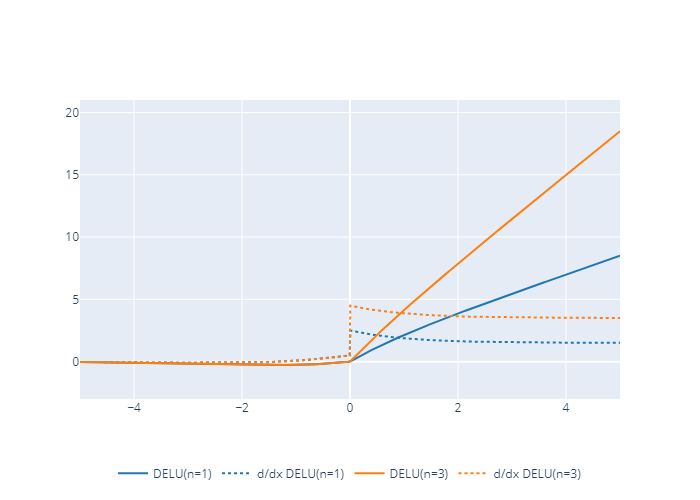 20
15
10
5
0
−4 −2 0 2 4
DELU(n=1) d/dx DELU(n=1) DELU(n=3) d/dx DELU(n=3)